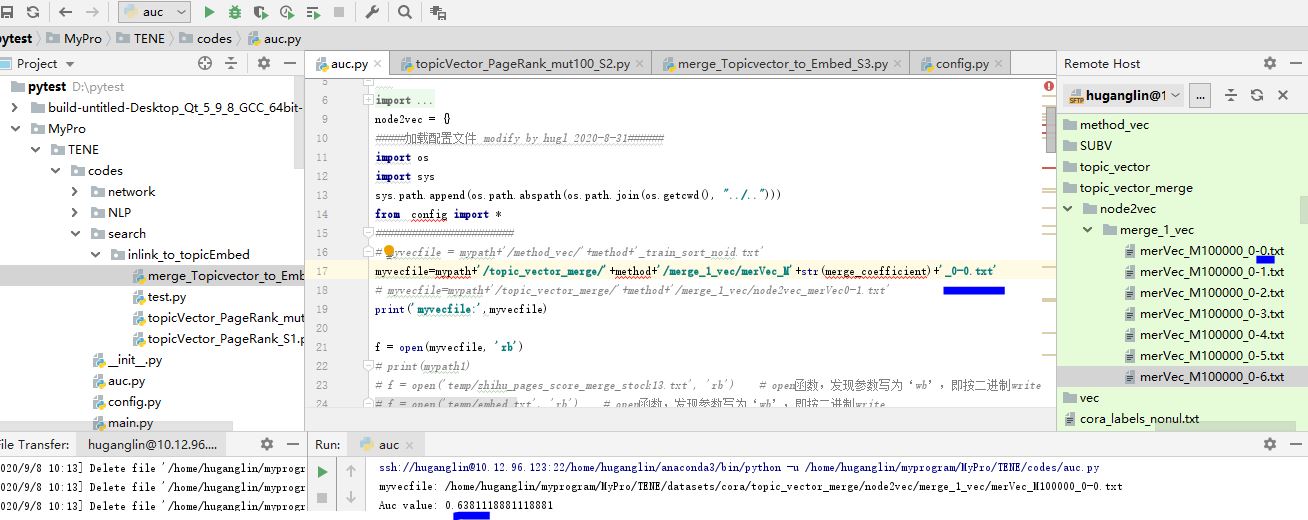 auc
pytest MyPro TENE codes auc.py
Project
pytest D:\pytest
build-untitled-Desktop_Qt_5_9_8_GCC_64bit-
MyPro
TENE
codes
network
NLP
search
inlink_to_topicEmbed
merge_Topicvector_to_Emb
test.py
topicVector_PageRank_mut
topicVector_PageRank_S1.p
__init__.py
auc.py
config.py
main.py
auc.py topicVector_PageRank_mut100_S2.py merge_Topicvector_to_Embed_S3.py config.py
5
6 import ...
9 node2vec = {}
10 #####加载配置文件 modify by hugl 2020-8-31######
11 import os
12 import sys
13 sys.path.append(os.path.abspath(os.path.join(os.getcwd(), "../..")))
14 from config import *
15 ######################
16 # myvecfile = mypath+'/method_vec/'+method+'_train_sort_noid.txt'
17 myvecfile=mypath+'/topic_vector_merge/'+method+'/merge_1_vec/merVec_M'+str(merge_coefficient)+'_0-0.txt'
18 # myvecfile=mypath+'/topic_vector_merge/'+method+'/merge_1_vec/node2vec_merVec0-1.txt'
19 print('myvecfile:',myvecfile)
20
21 f = open(myvecfile, 'rb')
22 # print(mypath1)
23 # f = open('temp/zhihu_pages_score_merge_stock13.txt', 'rb') # open函数，发现参数写为‘wb’，即按二进制write
24 # f = open('temp/embed.txt', 'rb') # open函数，发现参数写为‘wb’，即按二进制write
Remote Host
SFTP huganglin@1 ...
method_vec
SUBV
topic_vector
topic_vector_merge
node2vec
merge_1_vec
merVec_M100000_0-0.txt
merVec_M100000_0-1.txt
merVec_M100000_0-2.txt
merVec_M100000_0-3.txt
merVec_M100000_0-4.txt
merVec_M100000_0-5.txt
merVec_M100000_0-6.txt
vec
cora_labels_nonul.txt
File Transfer: huganglin@10.12.96....
020/9/8 10:13] Delete file '/home/huganglin/myprogr
020/9/8 10:13] Delete file '/home/huganglin/myprogr
020/9/8 10:13] Delete file '/home/huganglin/myprogr
Run: auc
ssh://huganglin@10.12.96.123:22/home/huganglin/anaconda3/bin/python -u /home/huganglin/myprogram/MyPro/TENE/codes/auc.py
myvecfile: /home/huganglin/myprogram/MyPro/TENE/datasets/cora/topic_vector_merge/node2vec/merge_1_vec/merVec_M100000_0-0.txt
Auc value: 0.6381118881118881